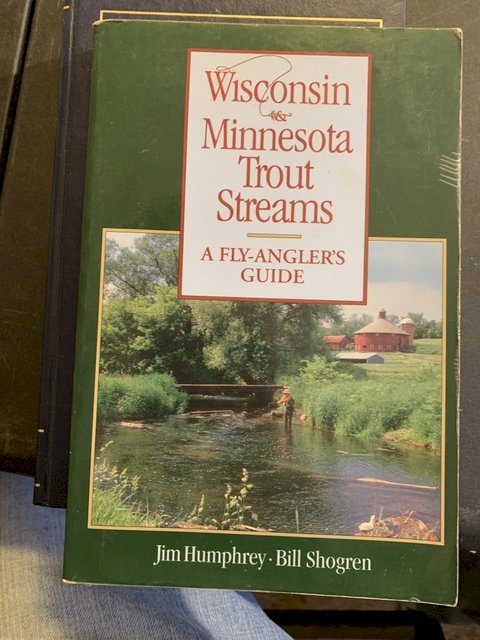 Wisconsin
&
Minnesota
Trout
Streams
A FLY-ANGLER'S
GUIDE
Jim Humphrey · Bill Shogren